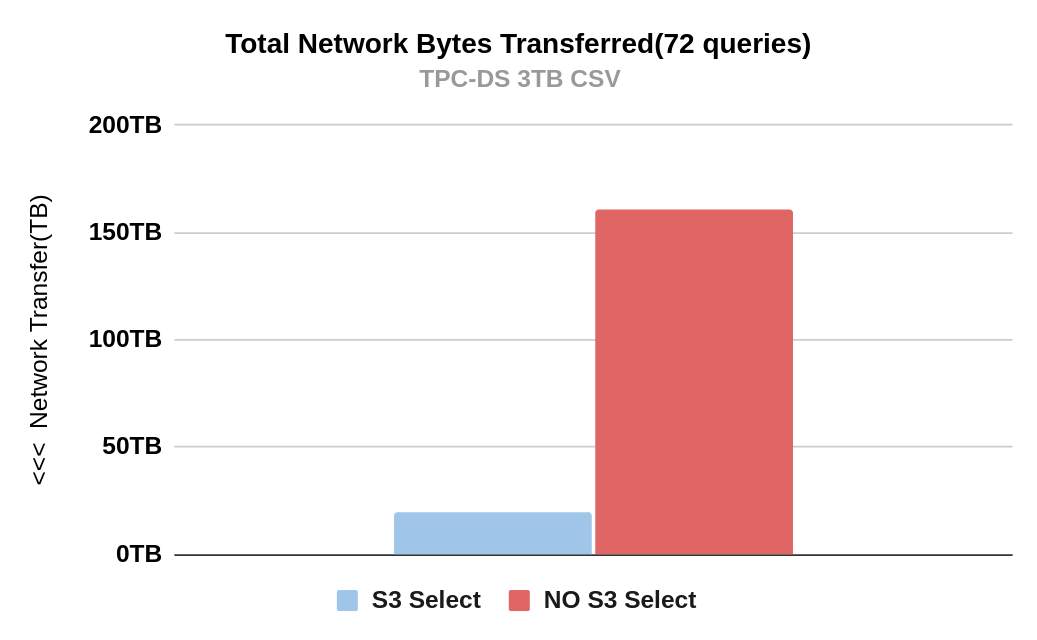 Total Network Bytes Transferred(72 queries)
TPC-DS 3TB CSV
<<< Network Transfer(TB)
200TB
150TB
100TB
50TB
0TB
S3 Select
NO S3 Select